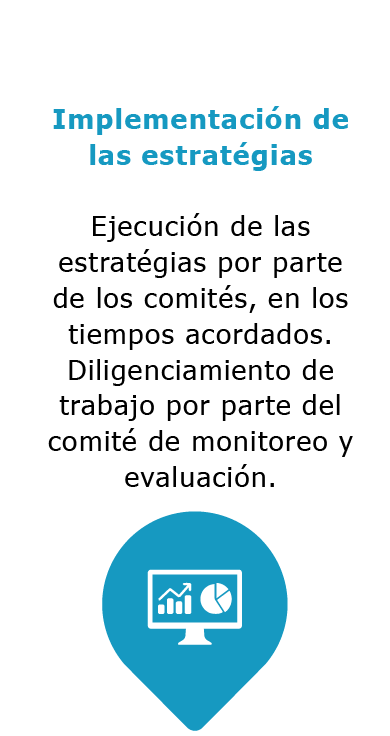 Implementación de
las estratégias
Ejecución de las
estratégias por parte
de los comités, en los
tiempos acordados.
Diligenciamiento de
trabajo por parte del
comité de monitoreo y
evaluación.